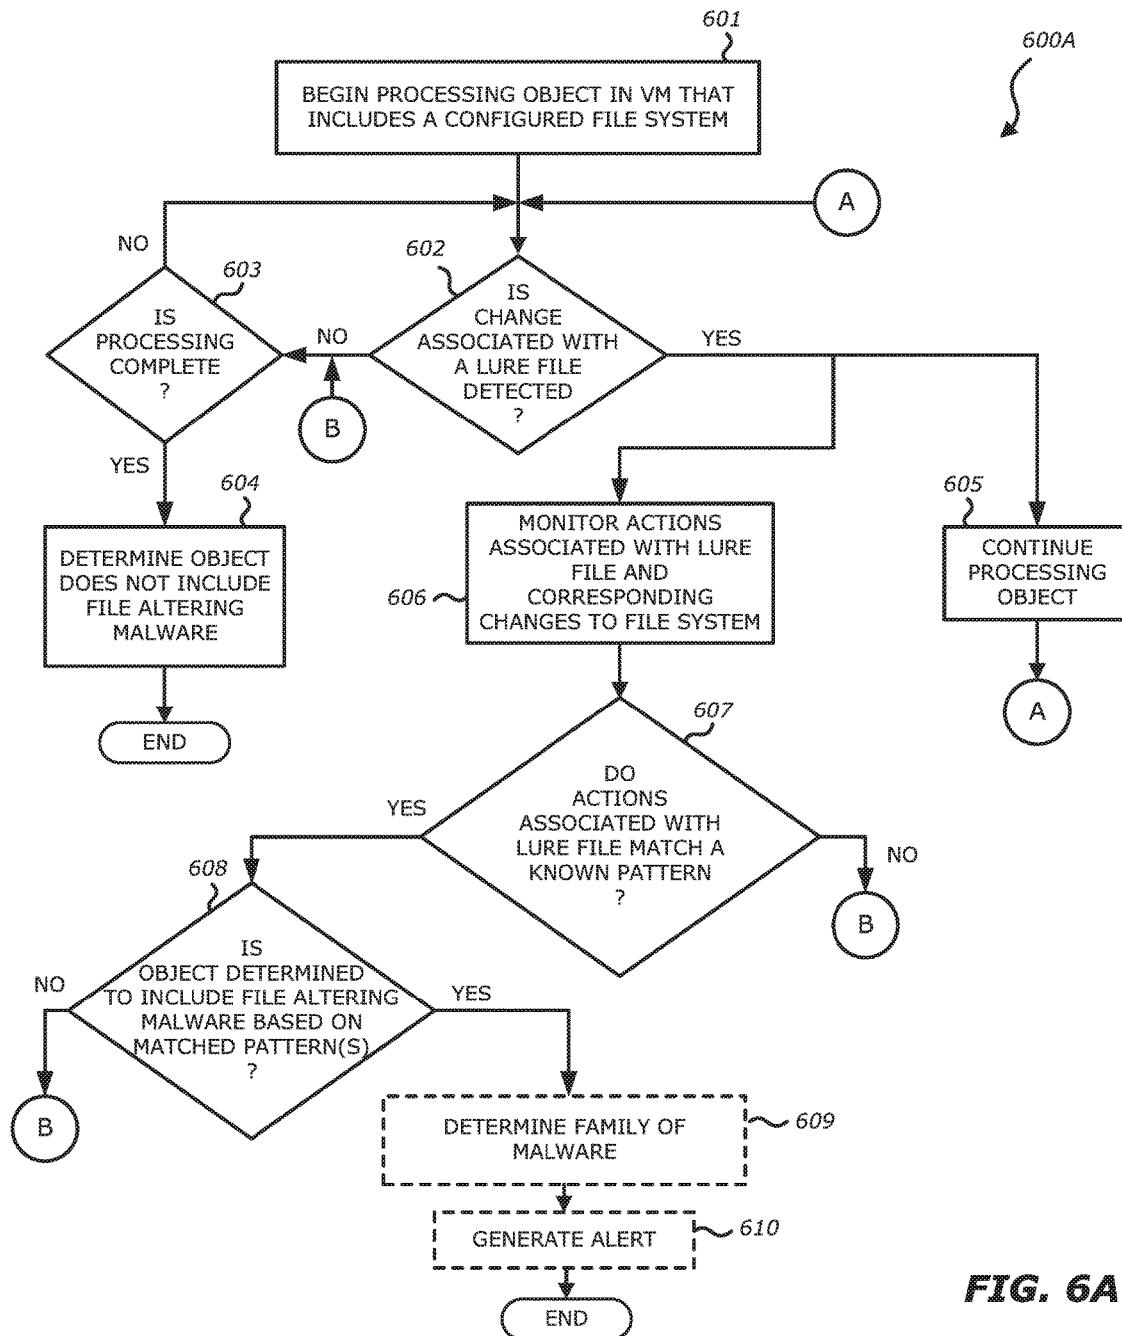 601
600A
BEGIN PROCESSING OBJECT IN VM THAT
INCLUDES A CONFIGURED FILE SYSTEM
A
NO
602
603
IS
CHANGE
ASSOCIATED WITH
A LURE FILE
DETECTED
?
IS
PROCESSING
COMPLETE
?
NO
YES
B
YES
604
605
DETERMINE OBJECT
DOES NOT INCLUDE
FILE ALTERING
MALWARE
MONITOR ACTIONS
ASSOCIATED WITH LURE
FILE AND
CORRESPONDING
CHANGES TO FILE SYSTEM
606
CONTINUE
PROCESSING
OBJECT
A
END
607
DO
ACTIONS
ASSOCIATED WITH
LURE FILE MATCH A
KNOWN PATTERN
?
YES
NO
B
608
IS
OBJECT DETERMINED
TO INCLUDE FILE ALTERING
MALWARE BASED ON
MATCHED PATTERN(S)
?
NO
YES
B
DETERMINE FAMILY OF
MALWARE
609
GENERATE ALERT
610
END
FIG. 6A